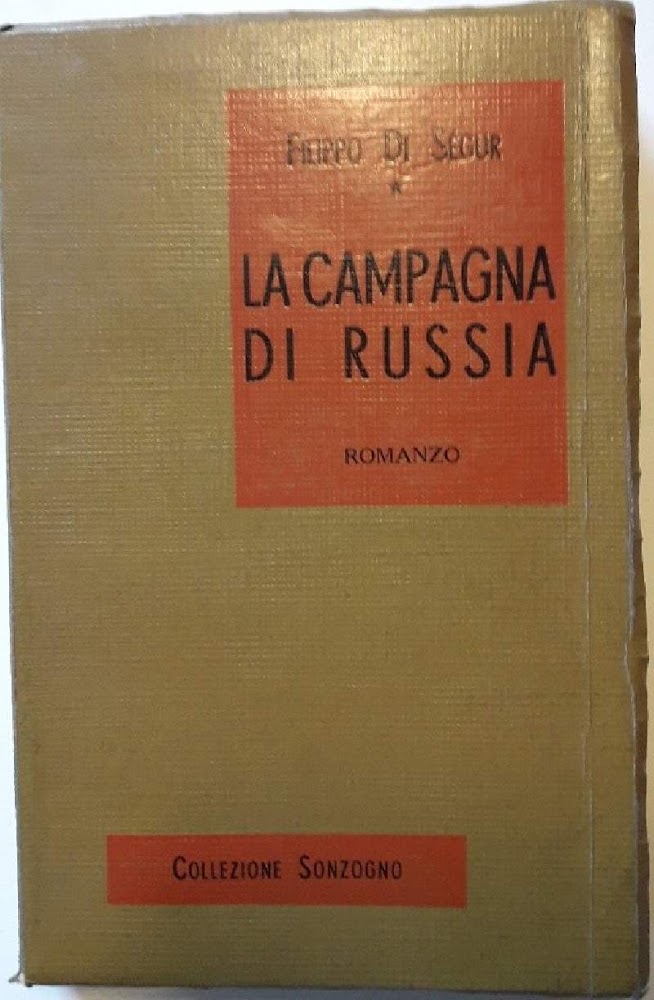 FILIPPO DI SÉGUR
*
LA CAMPAGNA
DI RUSSIA
ROMANZO
COLLEZIONE SONZOGNO